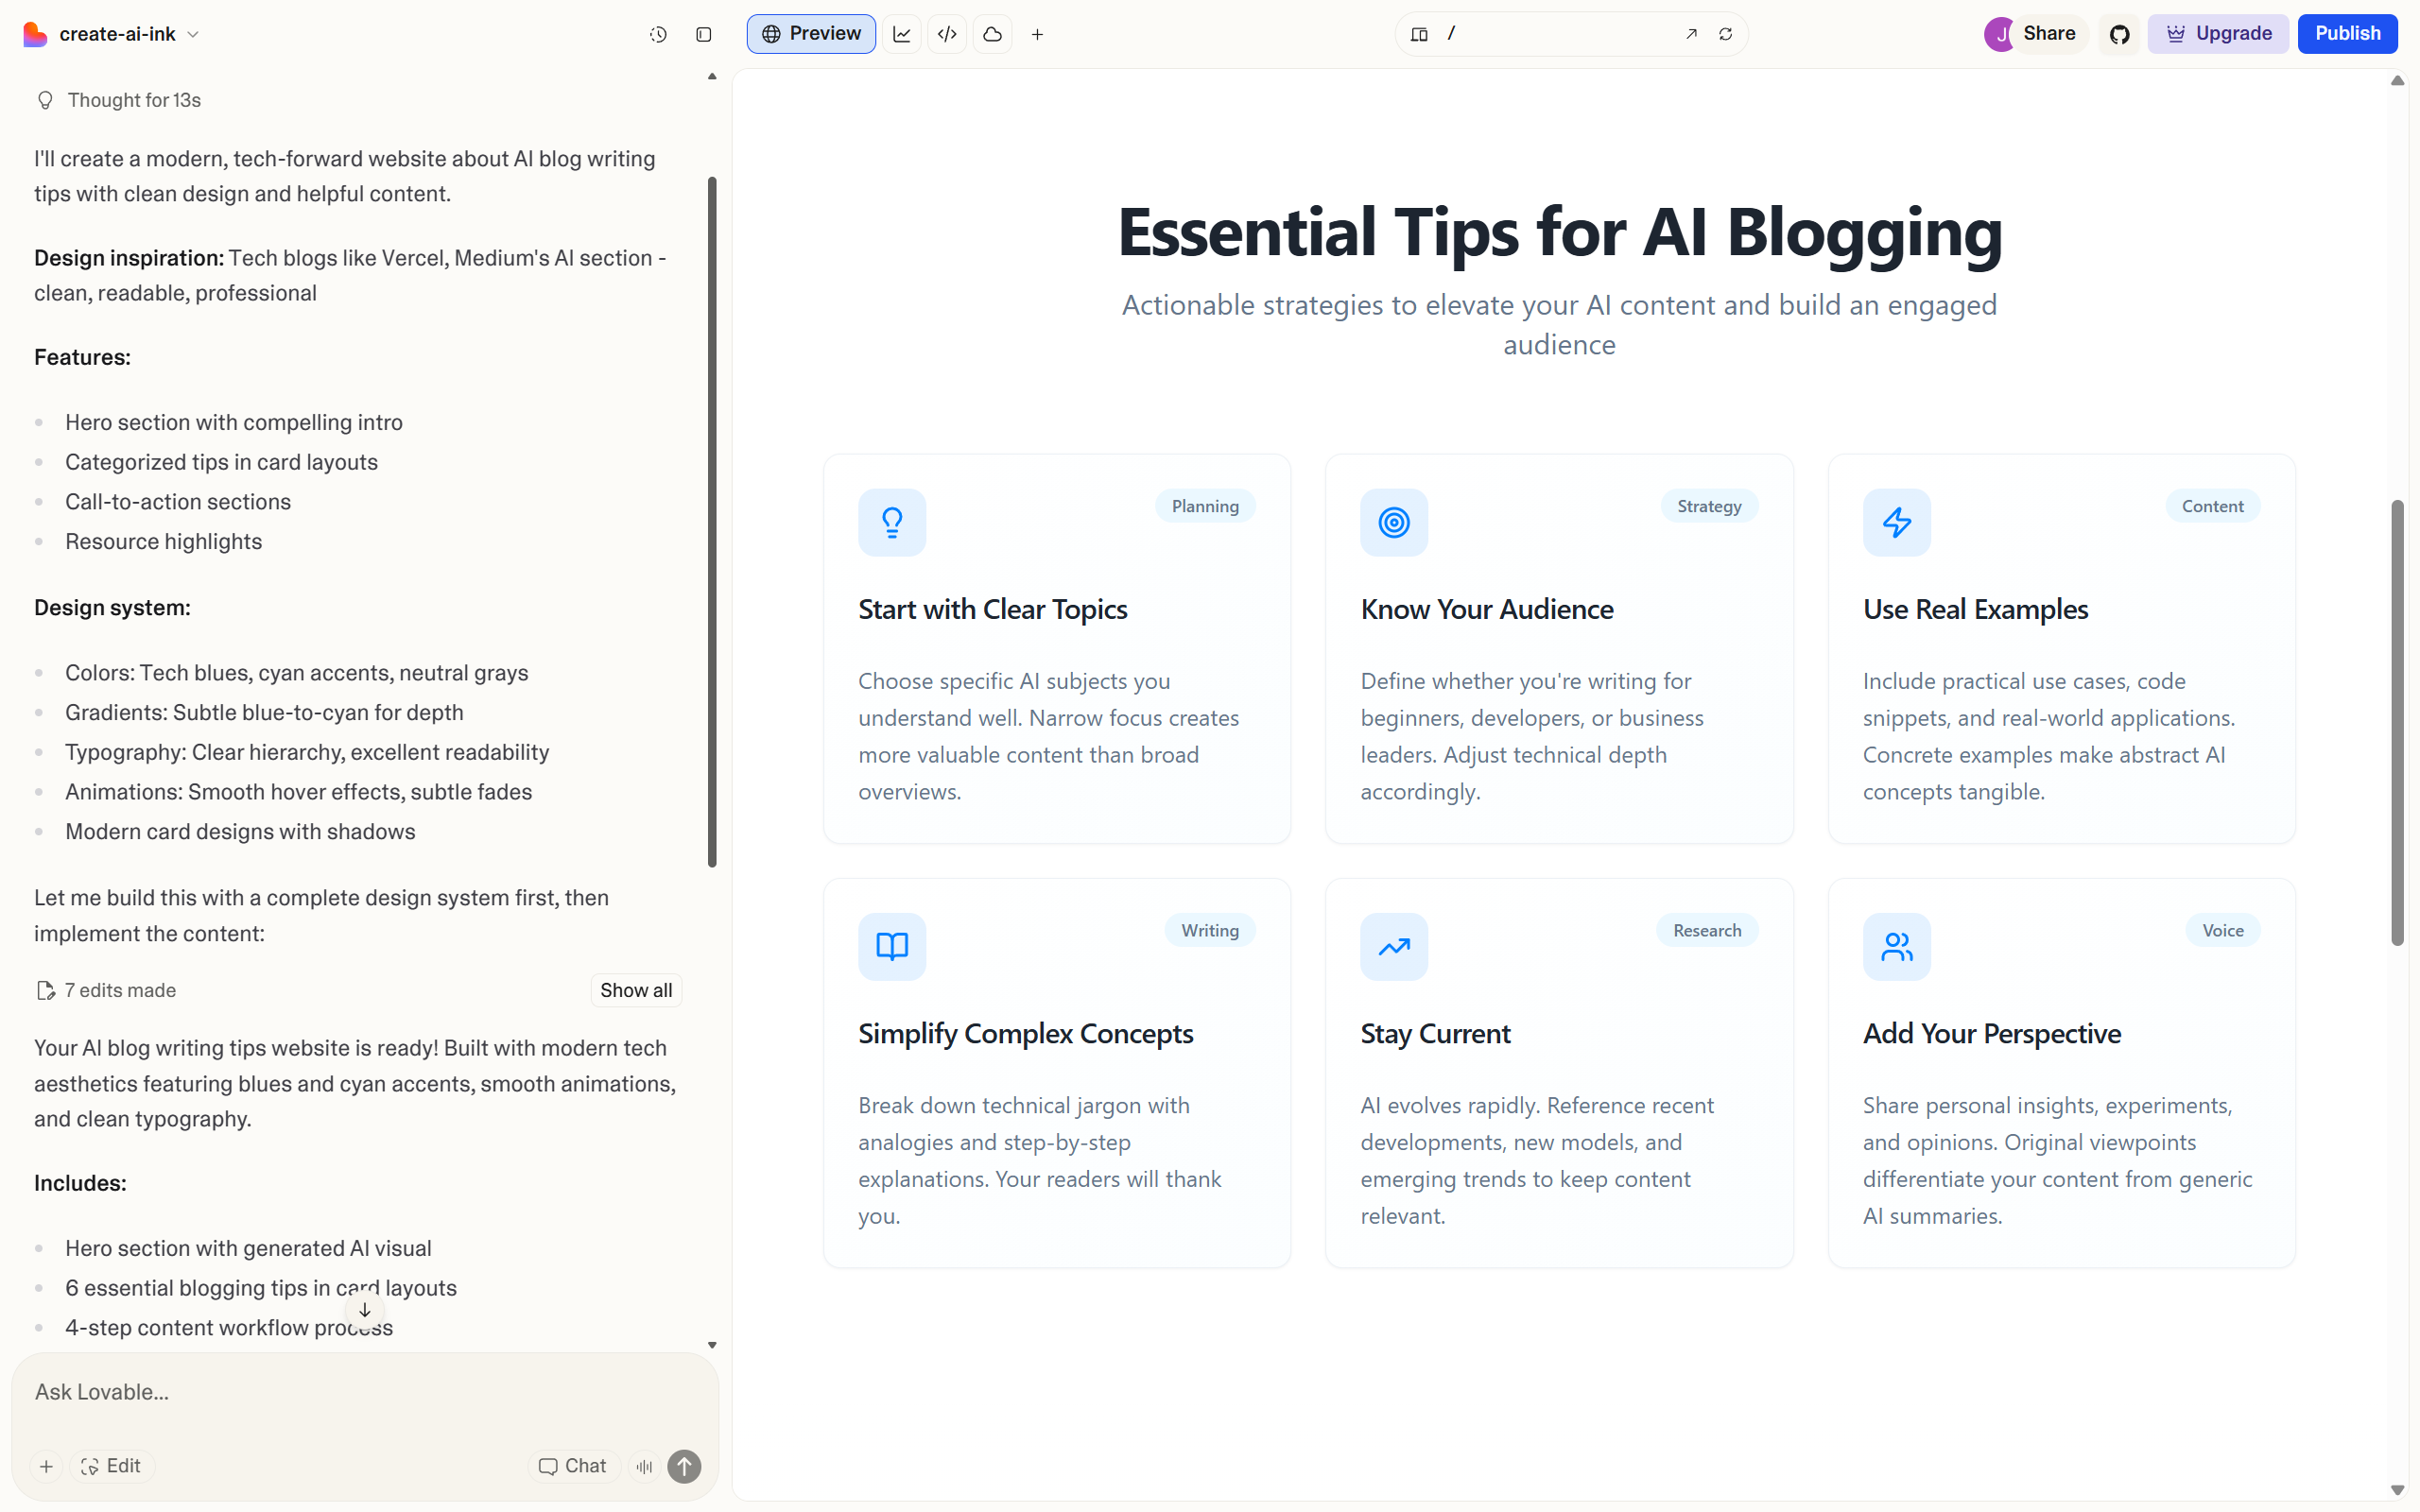 create-ai-ink
Preview
/
J
Share
Upgrade
Publish
Thought for 13s
I'll create a modern, tech-forward website about AI blog writing
tips with clean design and helpful content.
Design inspiration: Tech blogs like Vercel, Medium's AI section -
clean, readable, professional
Features:
Hero section with compelling intro
Categorized tips in card layouts
Call-to-action sections
Resource highlights
Design system:
Colors: Tech blues, cyan accents, neutral grays
Gradients: Subtle blue-to-cyan for depth
Typography: Clear hierarchy, excellent readability
Animations: Smooth hover effects, subtle fades
Modern card designs with shadows
Let me build this with a complete design system first, then
implement the content:
7 edits made
Show all
Your AI blog writing tips website is ready! Built with modern tech
aesthetics featuring blues and cyan accents, smooth animations,
and clean typography.
Includes:
Hero section with generated AI visual
6 essential blogging tips in card layouts
4-step content workflow process
Ask Lovable...
Edit
Chat
Essential Tips for AI Blogging
Actionable strategies to elevate your AI content and build an engaged
audience
Planning
Start with Clear Topics
Choose specific AI subjects you
understand well. Narrow focus creates
more valuable content than broad
overviews.
Strategy
Know Your Audience
Define whether you're writing for
beginners, developers, or business
leaders. Adjust technical depth
accordingly.
Content
Use Real Examples
Include practical use cases, code
snippets, and real-world applications.
Concrete examples make abstract AI
concepts tangible.
Writing
Simplify Complex Concepts
Break down technical jargon with
analogies and step-by-step
explanations. Your readers will thank
you.
Research
Stay Current
AI evolves rapidly. Reference recent
developments, new models, and
emerging trends to keep content
relevant.
Voice
Add Your Perspective
Share personal insights, experiments,
and opinions. Original viewpoints
differentiate your content from generic
AI summaries.